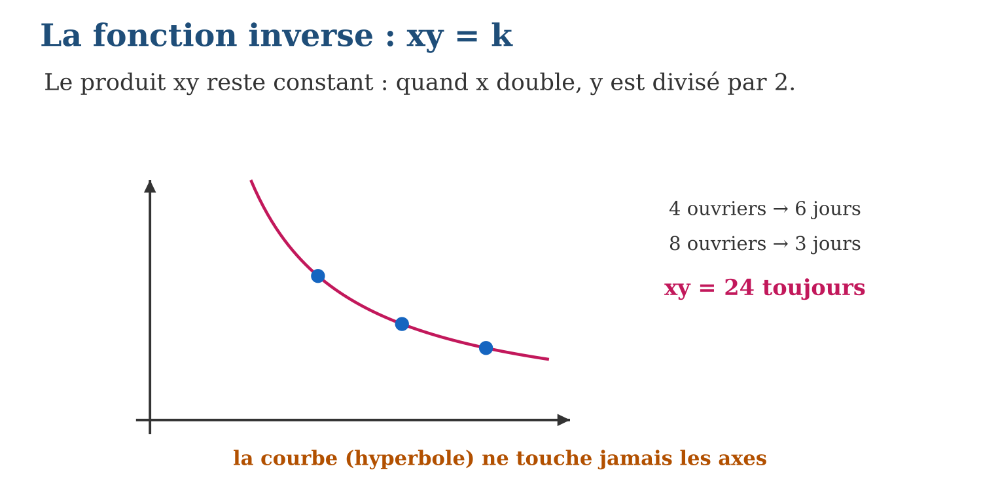 La fonction inverse : xy = k
Le produit xy reste constant : quand x double, y est divisé par 2.
4 ouvriers → 6 jours
8 ouvriers → 3 jours
xy = 24 toujours
la courbe (hyperbole) ne touche jamais les axes